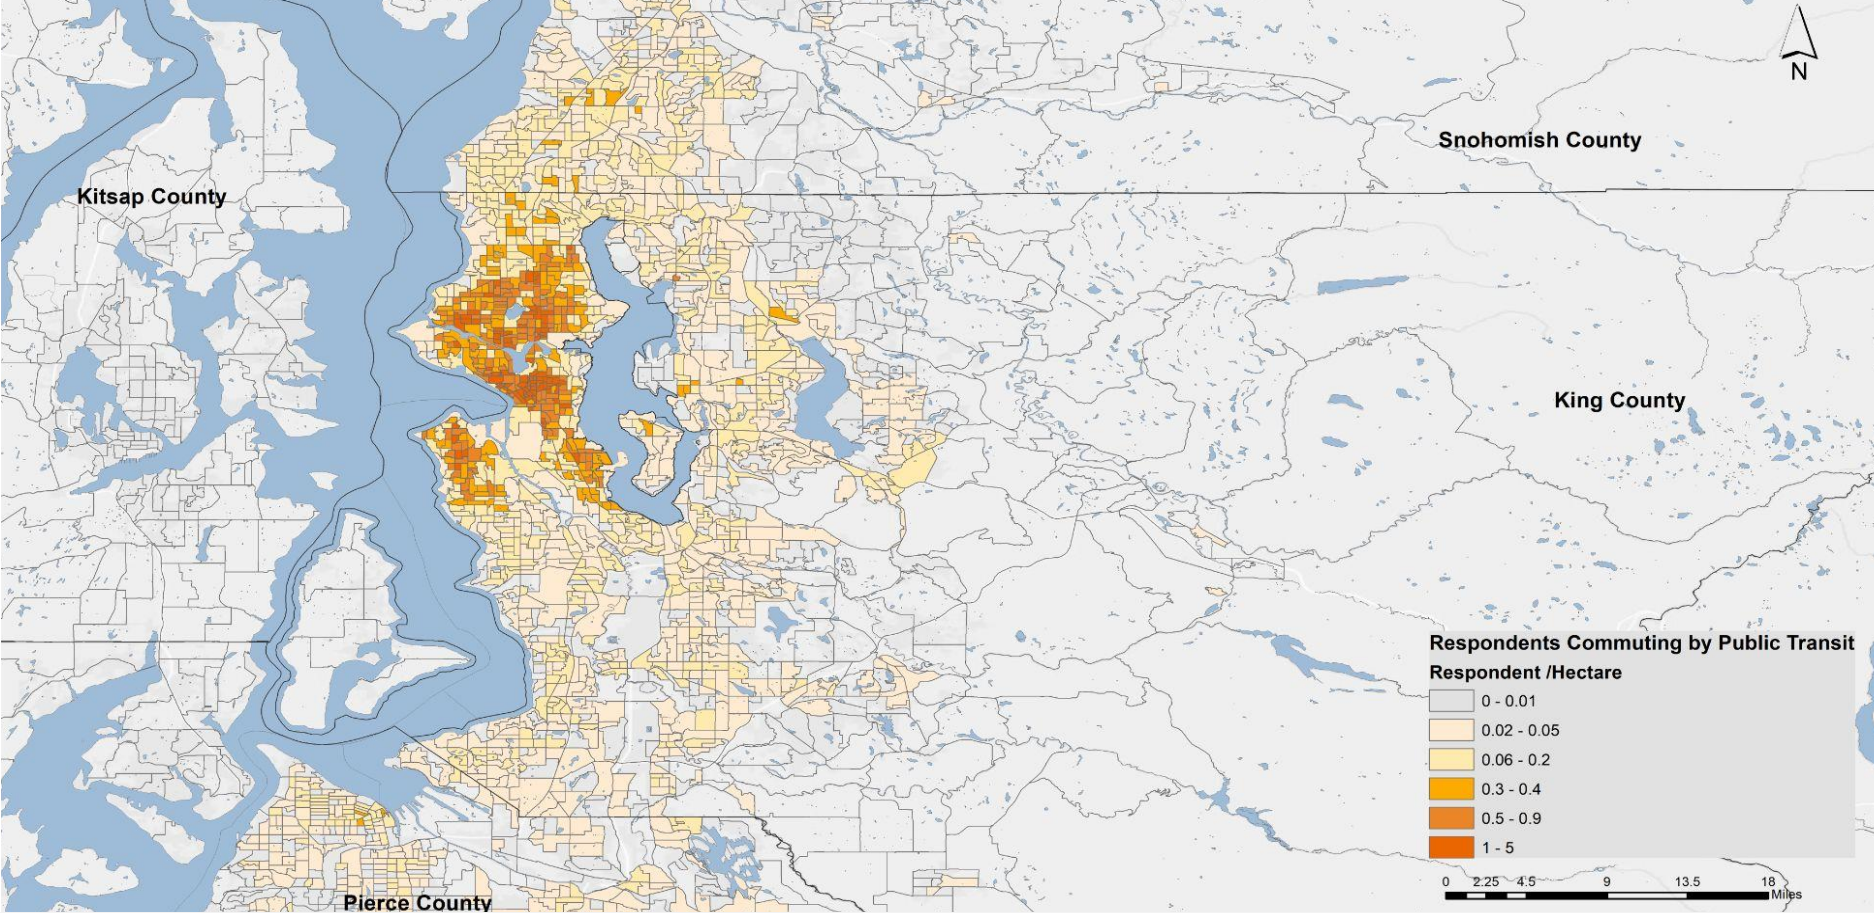 N
Snohomish County
Kitsap County
King County
Respondents Commuting by Public Transit
Respondent /Hectare
0 - 0.01
0.02 - 0.05
0.06 - 0.2
0.3 - 0.4
0.5 - 0.9
1 - 5
0 2.25 4.5 9 13.5 18
Miles
Pierce County